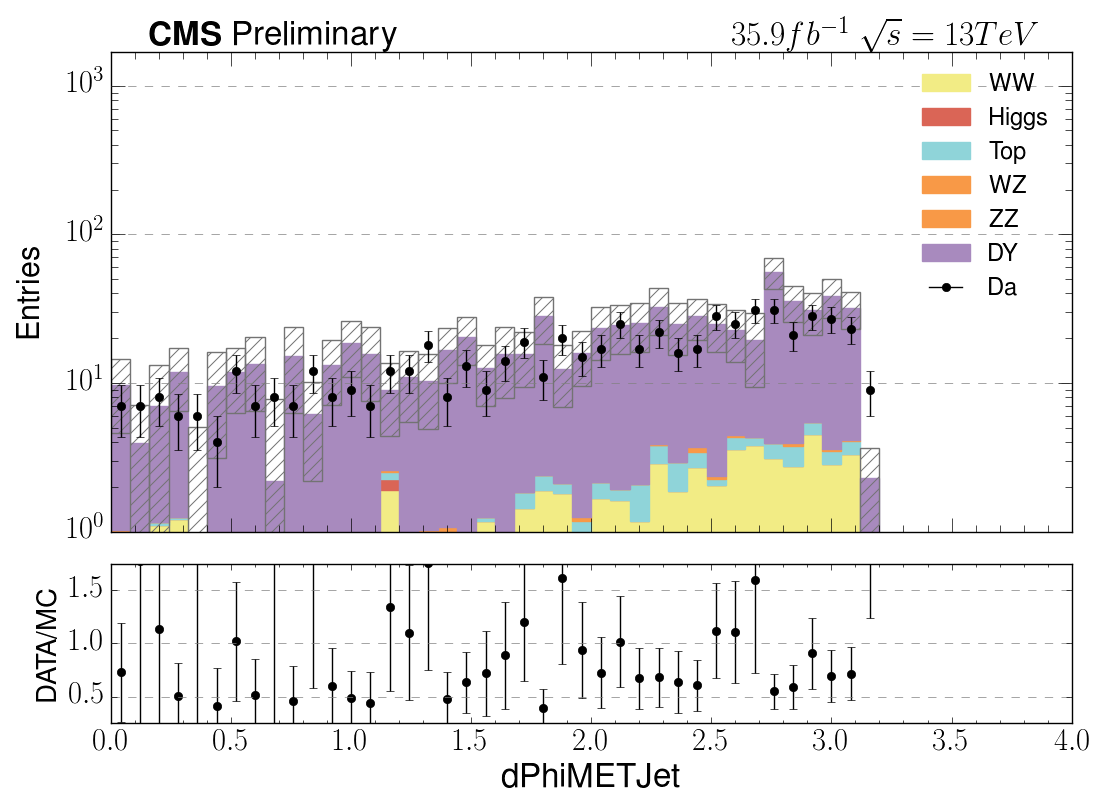 CMS Preliminary 35.9fb⁻¹ √s = 13TeV
10³
10²
10¹
10⁰
Entries
WW
Higgs
Top
WZ
ZZ
DY
Da
1.5
1.0
0.5
DATA/MC
0.0 0.5 1.0 1.5 2.0 2.5 3.0 3.5 4.0
dPhiMETJet